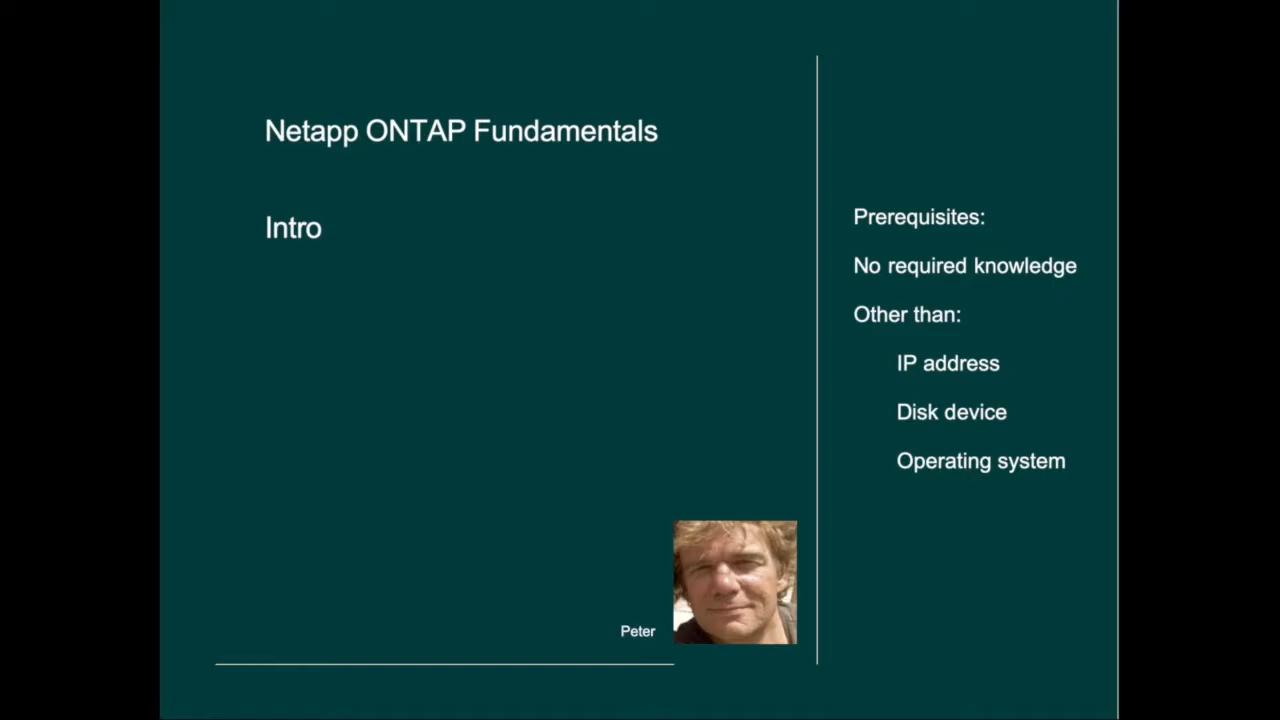 Netapp ONTAP Fundamentals
Intro
Prerequisites:
No required knowledge
Other than:
IP address
Disk device
Operating system
Peter